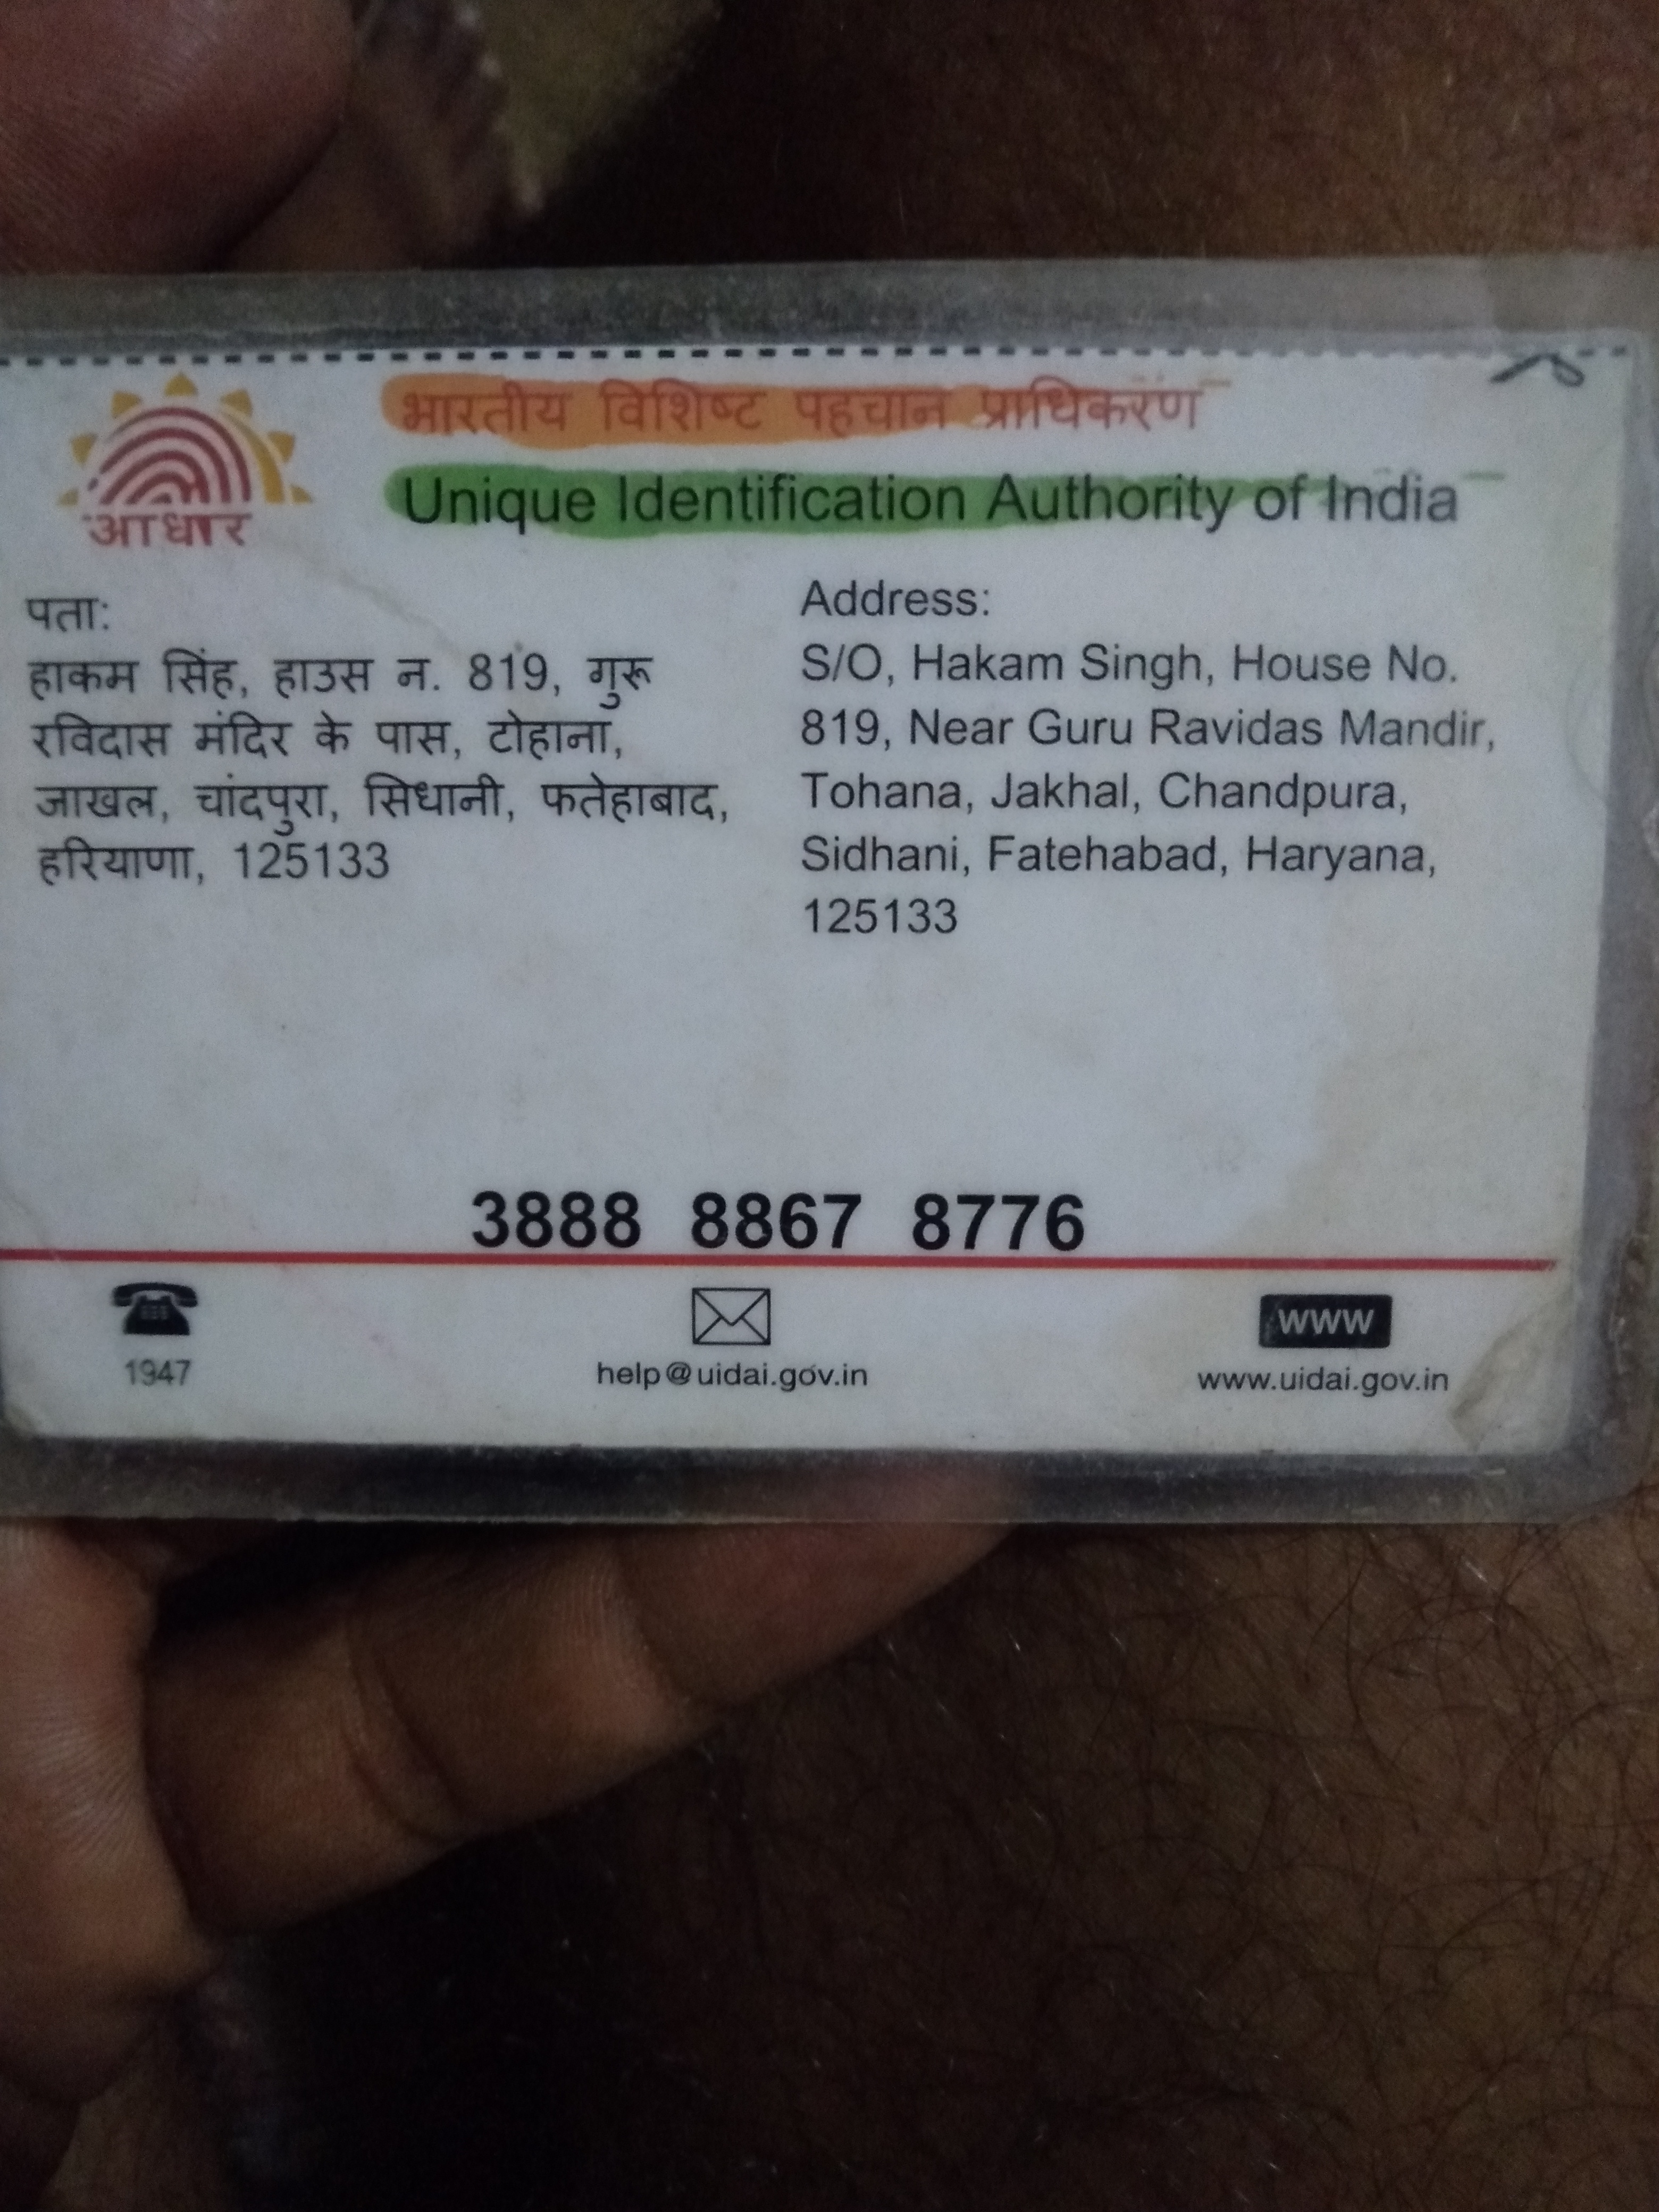 भारतीय विशिष्ट पहचान प्राधिकरण
Unique Identification Authority of India
आधार
पता:
हाकम सिंह, हाउस न. 819, गुरू
रविदास मंदिर के पास, टोहाना,
जाखल, चांदपुरा, सिधानी, फतेहाबाद,
हरियाणा, 125133
Address:
S/O, Hakam Singh, House No.
819, Near Guru Ravidas Mandir,
Tohana, Jakhal, Chandpura,
Sidhani, Fatehabad, Haryana,
125133
3888 8867 8776
1947
help@uidai.gov.in
www
www.uidai.gov.in